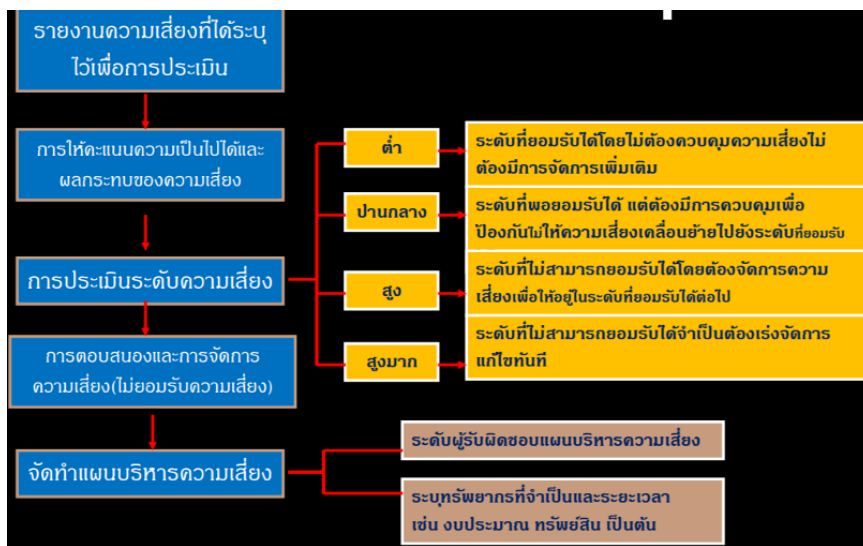 รายงานความเสี่ยงที่ได้ระบุ
ไว้เพื่อการประเมิน
การให้คะแนนความเป็นไปได้และ
ผลกระทบของความเสี่ยง
การประเมินระดับความเสี่ยง
การตอบสนองและการจัดการ
ความเสี่ยง(ไม่ยอมรับความเสี่ยง)
จัดทำแผนบริหารความเสี่ยง
ต่ำ
ระดับที่ยอมรับได้โดยไม่ต้องควบคุมความเสี่ยงไม่
ต้องมีการจัดการเพิ่มเติม
ปานกลาง
ระดับที่พอยอมรับได้ แต่ต้องมีการควบคุมเพื่อ
ป้องกันไม่ให้ความเสี่ยงเคลื่อนย้ายไปยังระดับที่ยอมรับ
สูง
ระดับที่ไม่สามารถยอมรับได้โดยต้องจัดการความ
เสี่ยงเพื่อให้อยู่ในระดับที่ยอมรับได้ต่อไป
สูงมาก
ระดับที่ไม่สามารถยอมรับได้จำเป็นต้องเร่งจัดการ
แก้ไขทันที
ระดับผู้รับผิดชอบแผนบริหารความเสี่ยง
ระบุทรัพยากรที่จำเป็นและระยะเวลา
เช่น งบประมาณ ทรัพย์สิน เป็นต้น